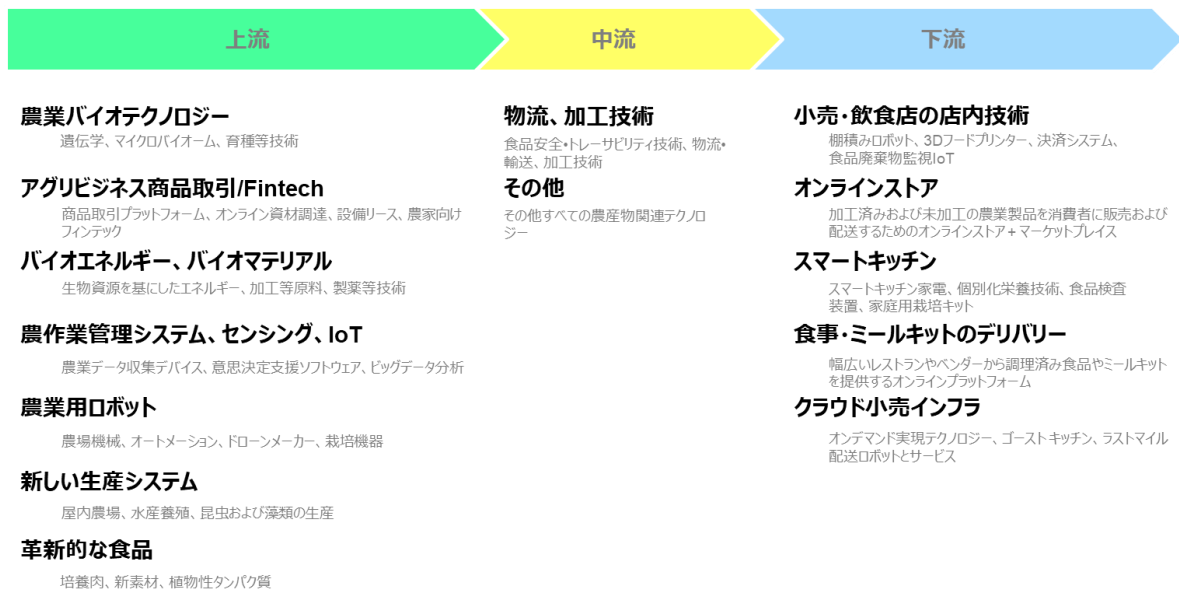 上流
中流
下流
農業バイオテクノロジー
遺伝学、マイクロバイオーム、育種等技術
アグリビジネス商品取引/Fintech
商品取引プラットフォーム、オンライン資材調達、設備リース、農家向け
フィンテック
バイオエネルギー、バイオマテリアル
生物資源を基にしたエネルギー、加工等原料、製薬等技術
農作業管理システム、センシング、IoT
農業データ収集デバイス、意思決定支援ソフトウェア、ビッグデータ分析
農業用ロボット
農場機械、オートメーション、ドローンメーカー、栽培機器
新しい生産システム
屋内農場、水産養殖、昆虫および藻類の生産
革新的な食品
培養肉、新素材、植物性タンパク質
物流、加工技術
食品安全・トレーサビリティ技術、物流・
輸送、加工技術
その他
その他すべての農産物関連テクノロ
ジー
小売・飲食店の店内技術
棚積みロボット、3Dフードプリンター、決済システム、
食品廃棄物監視IoT
オンラインストア
加工済みおよび未加工の農業製品を消費者に販売および
配送するためのオンラインストア+マーケットプレイス
スマートキッチン
スマートキッチン家電、個別化栄養技術、食品検査
装置、家庭用栽培キット
食事・ミールキットのデリバリー
幅広いレストランやベンダーから調理済み食品やミールキット
を提供するオンラインプラットフォーム
クラウド小売インフラ
オンデマンド実現テクノロジー、ゴーストキッチン、ラストマイル
配送ロボットとサービス